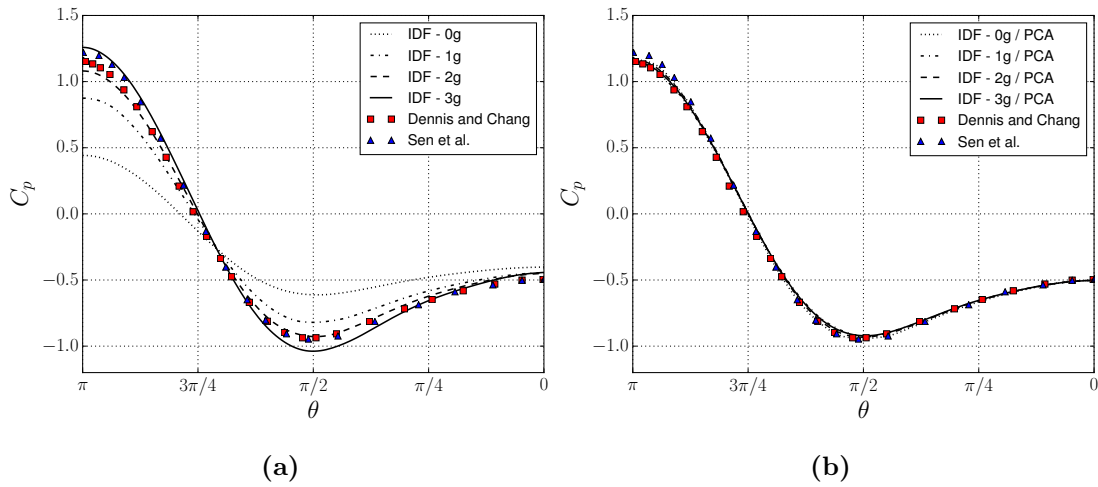 1.5
1.0
0.5
0.0
−0.5
−1.0
C_p
π
3π/4
π/2
π/4
0
θ
IDF - 0g
IDF - 1g
IDF - 2g
IDF - 3g
Dennis and Chang
Sen et al.
(a)
1.5
1.0
0.5
0.0
−0.5
−1.0
C_p
π
3π/4
π/2
π/4
0
θ
IDF - 0g / PCA
IDF - 1g / PCA
IDF - 2g / PCA
IDF - 3g / PCA
Dennis and Chang
Sen et al.
(b)